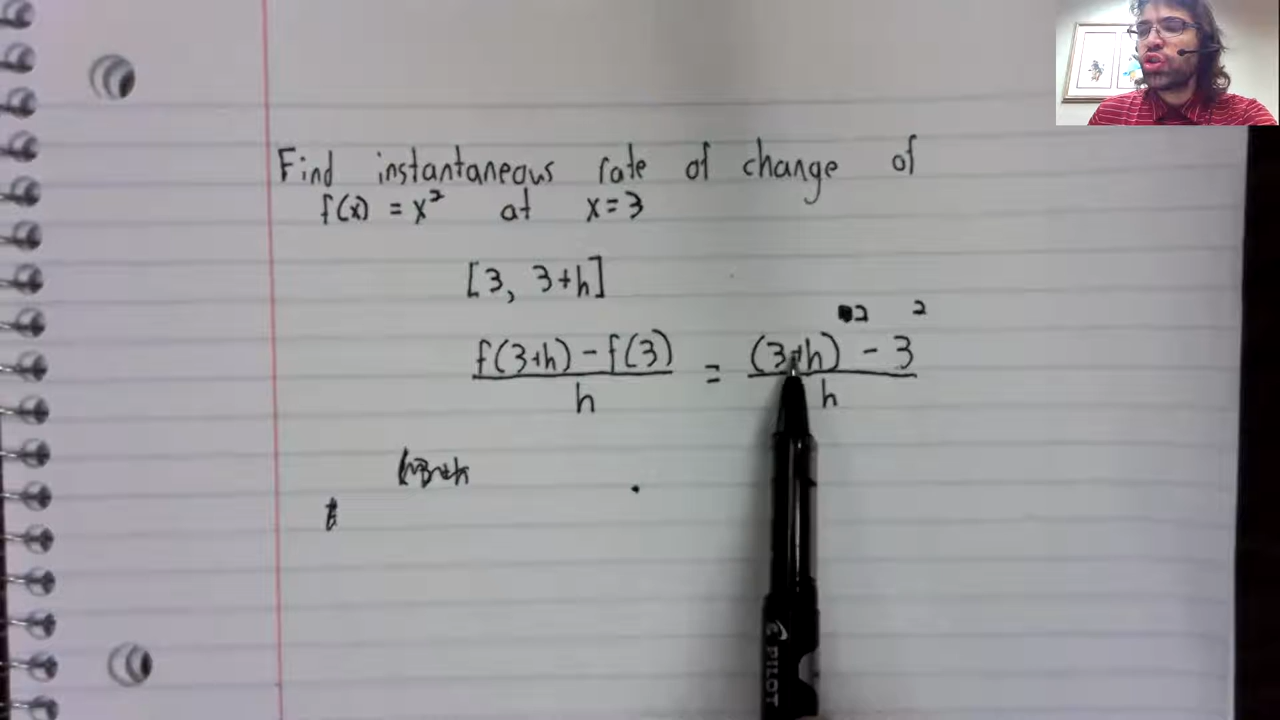 Find instantaneous rate of change of
f(x) = x² at x=3
[3, 3+h]
f(3+h) - f(3) / h = (3+h)² - 3² / h
PILOT